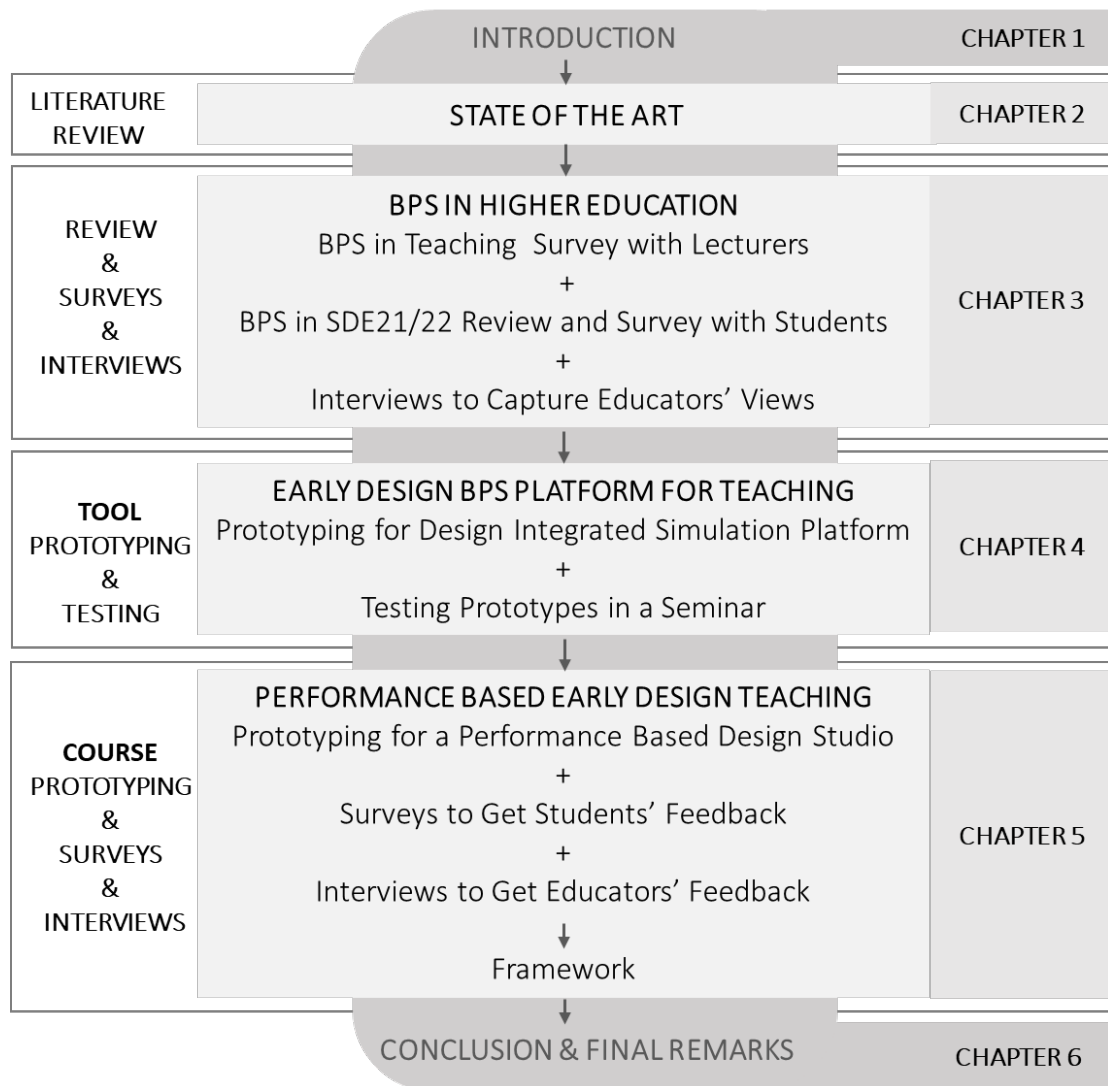 INTRODUCTION
CHAPTER 1
LITERATURE
REVIEW
STATE OF THE ART
CHAPTER 2
REVIEW
&
SURVEYS
&
INTERVIEWS
BPS IN HIGHER EDUCATION
BPS in Teaching Survey with Lecturers
+
BPS in SDE21/22 Review and Survey with Students
+
Interviews to Capture Educators’ Views
CHAPTER 3
TOOL
PROTOTYPING
&
TESTING
EARLY DESIGN BPS PLATFORM FOR TEACHING
Prototyping for Design Integrated Simulation Platform
+
Testing Prototypes in a Seminar
CHAPTER 4
COURSE
PROTOTYPING
&
SURVEYS
&
INTERVIEWS
PERFORMANCE BASED EARLY DESIGN TEACHING
Prototyping for a Performance Based Design Studio
+
Surveys to Get Students’ Feedback
+
Interviews to Get Educators’ Feedback
Framework
CHAPTER 5
CONCLUSION & FINAL REMARKS
CHAPTER 6